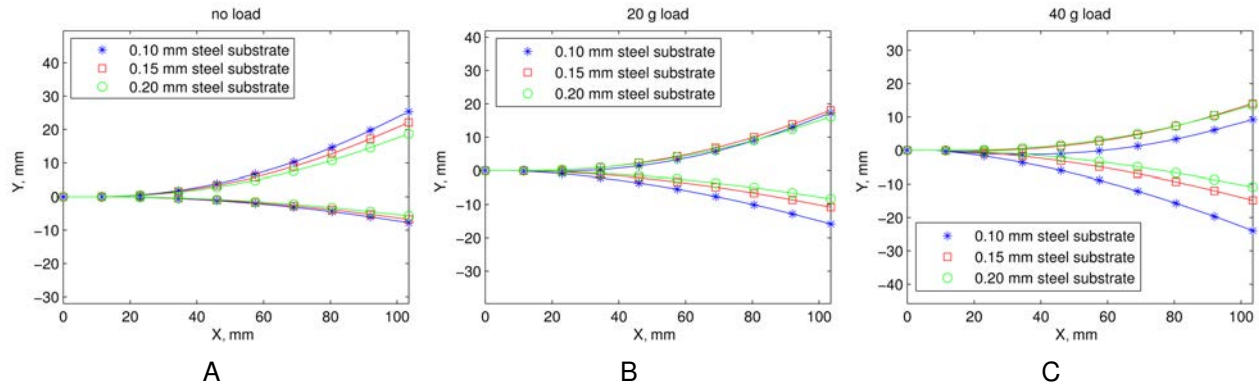 no load
40
30
20
10
0
−10
−20
−30
Y, mm
0 20 40 60 80 100
X, mm
0.10 mm steel substrate
0.15 mm steel substrate
0.20 mm steel substrate
A
20 g load
40
30
20
10
0
−10
−20
−30
Y, mm
0 20 40 60 80 100
X, mm
0.10 mm steel substrate
0.15 mm steel substrate
0.20 mm steel substrate
B
40 g load
30
20
10
0
−10
−20
−30
−40
Y, mm
0 20 40 60 80 100
X, mm
0.10 mm steel substrate
0.15 mm steel substrate
0.20 mm steel substrate
C